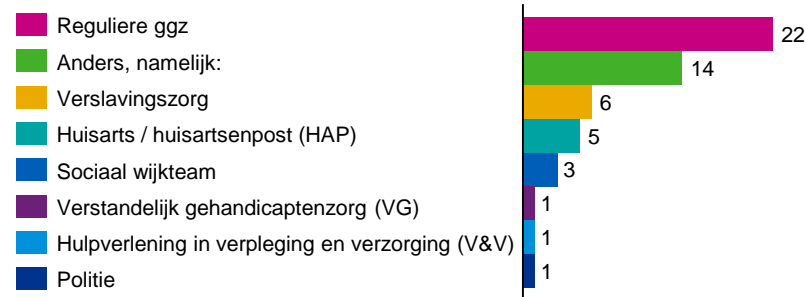 Reguliere ggz 22
Anders, namelijk: 14
Verslavingszorg 6
Huisarts / huisartsenpost (HAP) 5
Sociaal wijkteam 3
Verstandelijk gehandicaptenzorg (VG) 1
Hulpverlening in verpleging en verzorging (V&V) 1
Politie 1